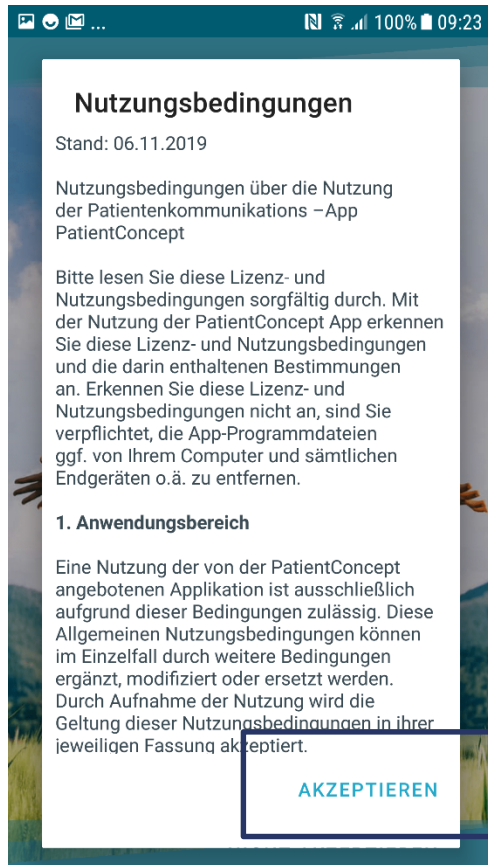 100% 09:23
Nutzungsbedingungen
Stand: 06.11.2019
Nutzungsbedingungen über die Nutzung
der Patientenkommunikations –App
PatientConcept
Bitte lesen Sie diese Lizenz- und
Nutzungsbedingungen sorgfältig durch. Mit
der Nutzung der PatientConcept App erkennen
Sie diese Lizenz- und Nutzungsbedingungen
und die darin enthaltenen Bestimmungen
an. Erkennen Sie diese Lizenz- und
Nutzungsbedingungen nicht an, sind Sie
verpflichtet, die App-Programmdateien
ggf. von Ihrem Computer und sämtlichen
Endgeräten o.ä. zu entfernen.
1. Anwendungsbereich
Eine Nutzung der von der PatientConcept
angebotenen Applikation ist ausschließlich
aufgrund dieser Bedingungen zulässig. Diese
Allgemeinen Nutzungsbedingungen können
im Einzelfall durch weitere Bedingungen
ergänzt, modifiziert oder ersetzt werden.
Durch Aufnahme der Nutzung wird die
Geltung dieser Nutzungsbedingungen in ihrer
jeweiligen Fassung akzeptiert.
AKZEPTIEREN